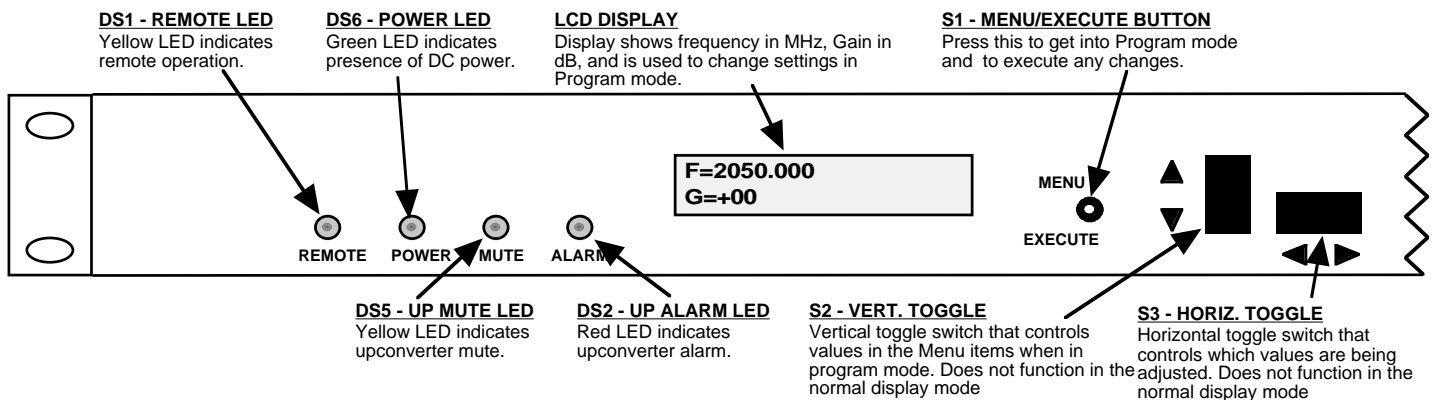 DS1 - REMOTE LED
Yellow LED indicates
remote operation.
DS6 - POWER LED
Green LED indicates
presence of DC power.
LCD DISPLAY
Display shows frequency in MHz, Gain in
dB, and is used to change settings in
Program mode.
S1 - MENU/EXECUTE BUTTON
Press this to get into Program mode
and to execute any changes.
F=2050.000
G=+00
MENU
EXECUTE
REMOTE
POWER
MUTE
ALARM
DS5 - UP MUTE LED
Yellow LED indicates
upconverter mute.
DS2 - UP ALARM LED
Red LED indicates
upconverter alarm.
S2 - VERT. TOGGLE
Vertical toggle switch that controls
values in the Menu items when in
program mode. Does not function in the
normal display mode
S3 - HORIZ. TOGGLE
Horizontal toggle switch that
controls which values are being
adjusted. Does not function in the
normal display mode